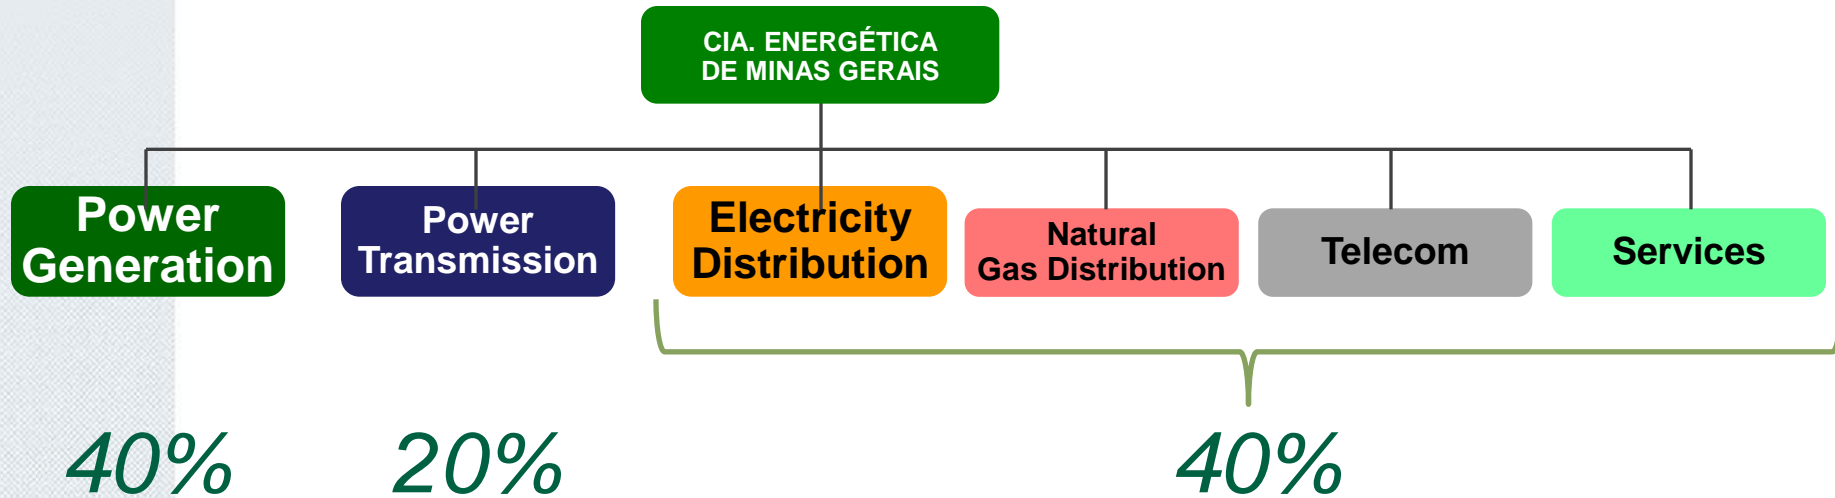 CIA. ENERGÉTICA
DE MINAS GERAIS
Power
Generation
Power
Transmission
Electricity
Distribution
Natural
Gas Distribution
Telecom
Services
40%
20%
40%